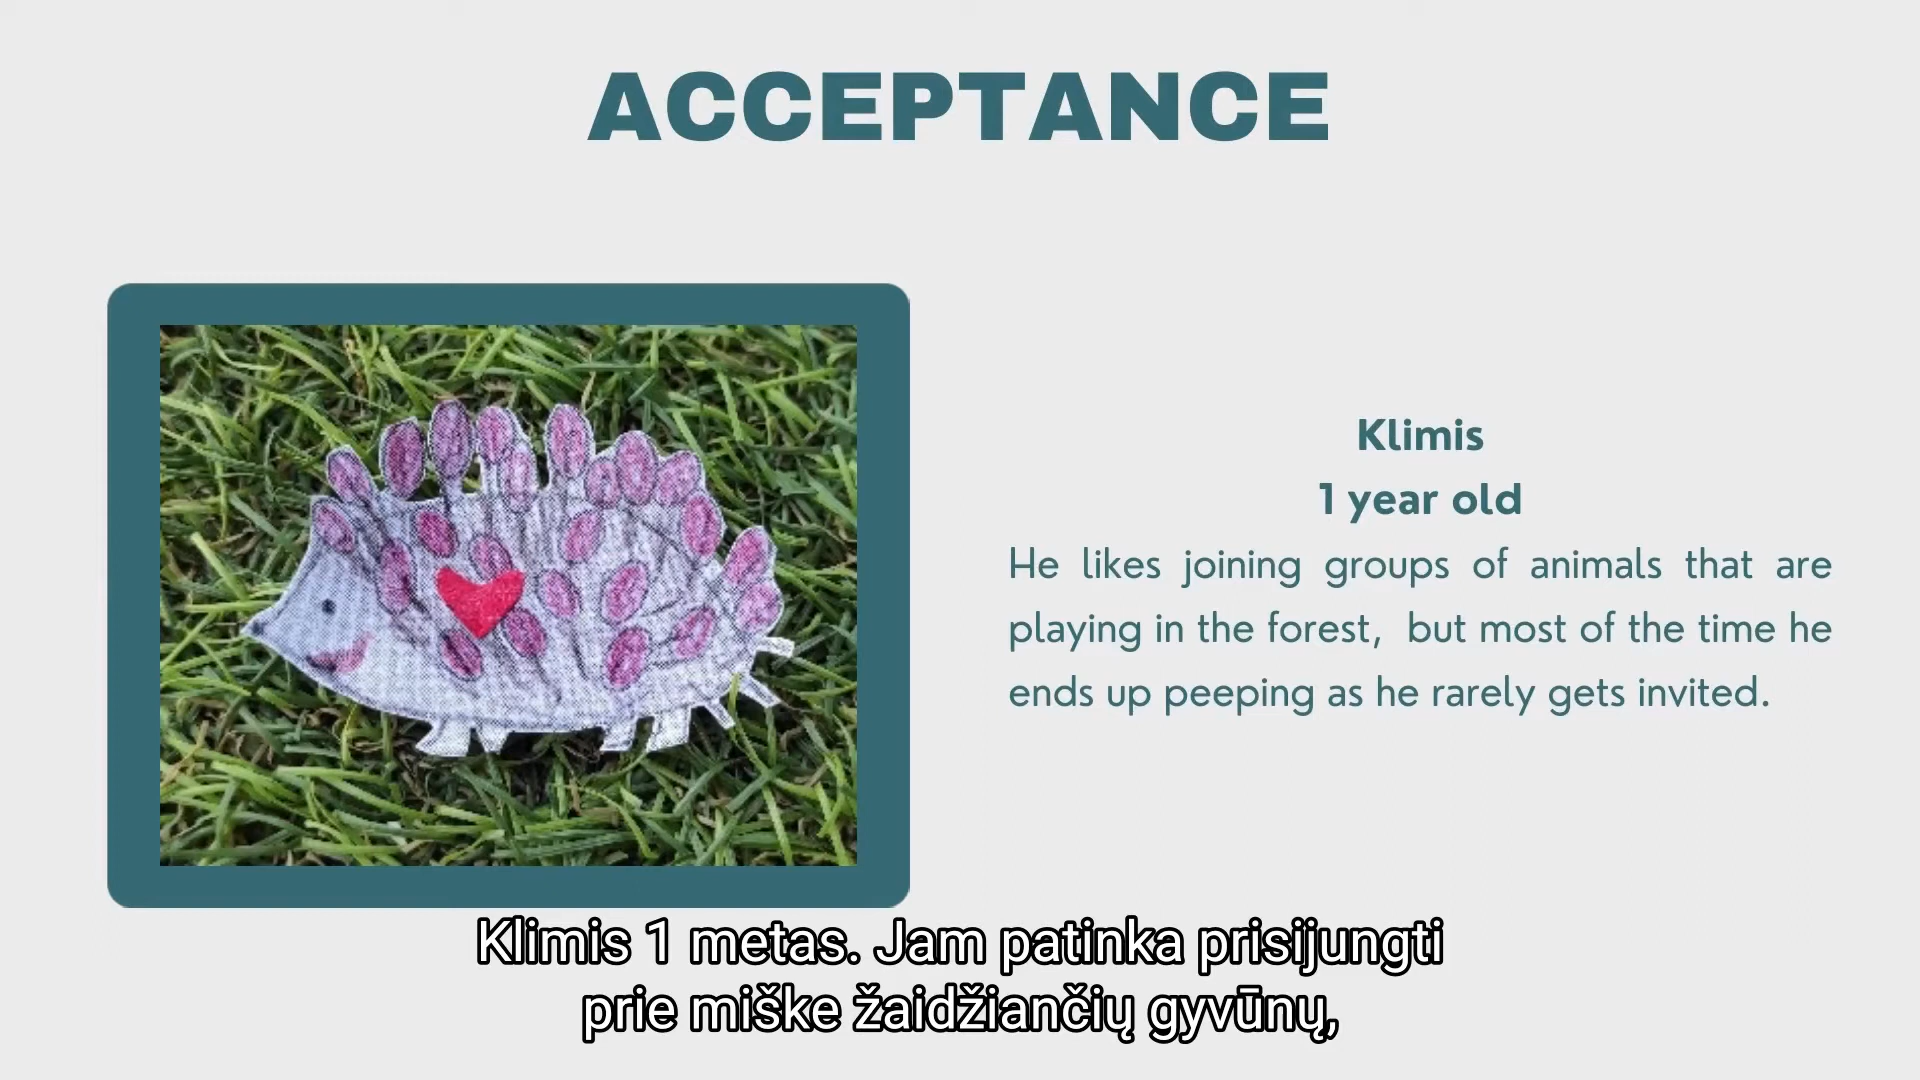 ACCEPTANCE
Klimis
1 year old
He likes joining groups of animals that are
playing in the forest, but most of the time he
ends up peeping as he rarely gets invited.
Klimis 1 metas. Jam patinka prisijungti
prie miške žaidžiančių gyvūnų,